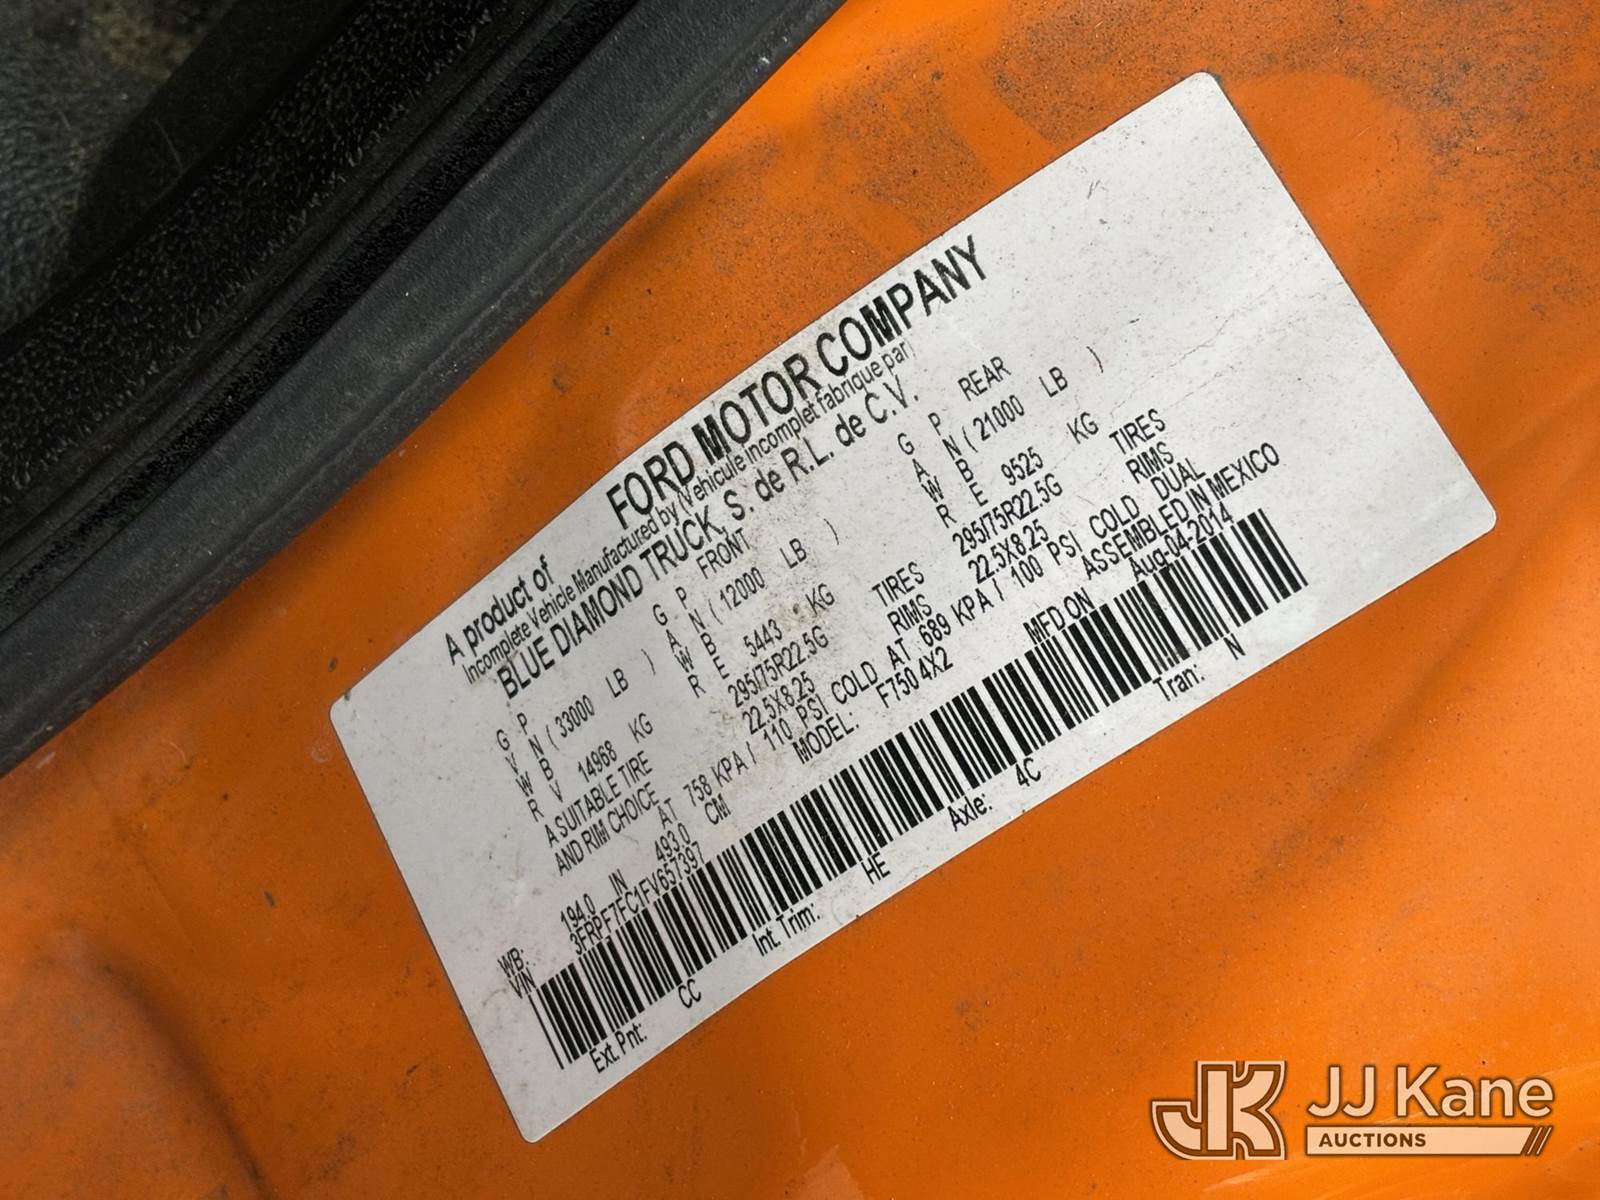 A product of FORD MOTOR COMPANY
Incomplete Vehicle Manufactured by (Vehicule Incomplet fabrique par)
BLUE DIAMOND TRUCK, S. de R.L. de C.V.
G P G P FRONT G P REAR
V N ( 33000 LB ) A N ( 12000 LB ) A N ( 21000 LB )
W B W B W B
R V 14968 KG R E 5443 KG R E 9525 KG
A SUITABLE TIRE 295/75R22.5G TIRES 295/75R22.5G TIRES
AND RIM CHOICE 22.5X8.25 RIMS 22.5X8.25 RIMS
AT 758 KPA / 110 PSI COLD AT 689 KPA / 100 PSI COLD DUAL
WB: 194.0 IN 493.0 CM MODEL: F750 4X2 ASSEMBLED IN MEXICO
VIN 3FRPF7FC1FV657397 MFD ON Aug-04-2014
Ext. Pnt: CC Int Trim: HE Axle: 4C Tran: N
JK JJ Kane
AUCTIONS